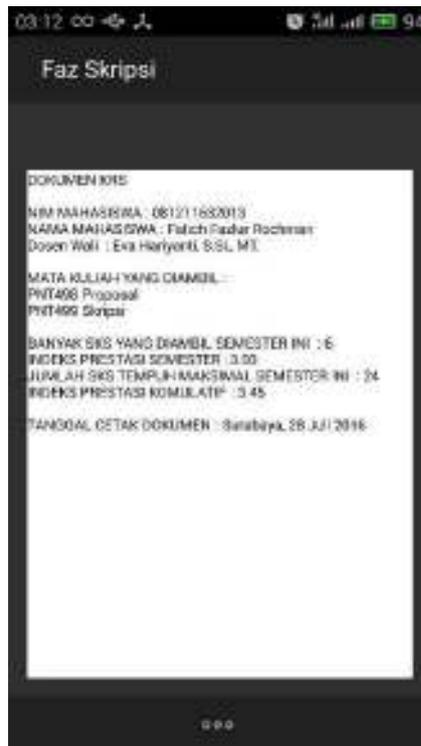 03:12
Faz Skripsi
DOKUMEN KRS
NIM MAHASISWA : 081211632013
NAMA MAHASISWA : Fazlur Rochman
Dosen Wali : Eva Hariyanti, S.Si., MT.
MATA KULIAH YANG DIAMBIL :
PNT498 Proposal
PNT499 Skripsi
BANYAK SKS YANG DIAMBIL SEMESTER INI : 6
INDEKS PRESTASI SEMESTER : 3.00
JUMLAH SKS TEMPUH MAKSIMAL SEMESTER INI : 24
INDEKS PRESTASI KOMULATIF : 3.45
TANGGAL CETAK DOKUMEN : Surabaya, 28 Juli 2016